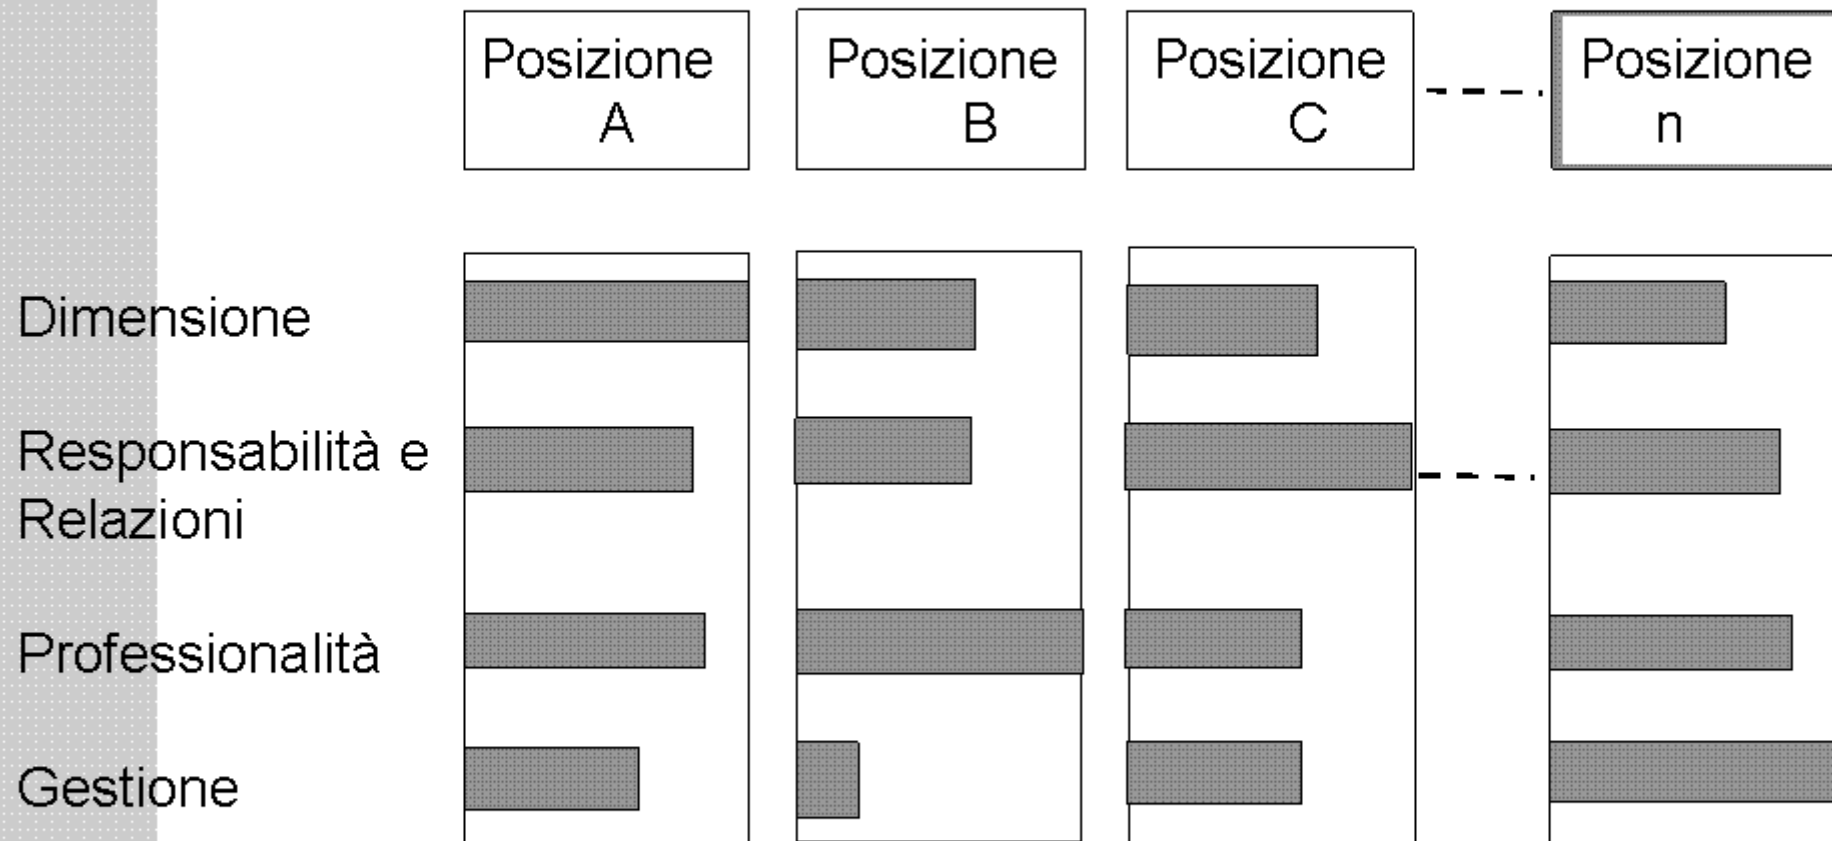 Posizione
A
Posizione
B
Posizione
C
Posizione
n
Dimensione
Responsabilità e
Relazioni
Professionalità
Gestione